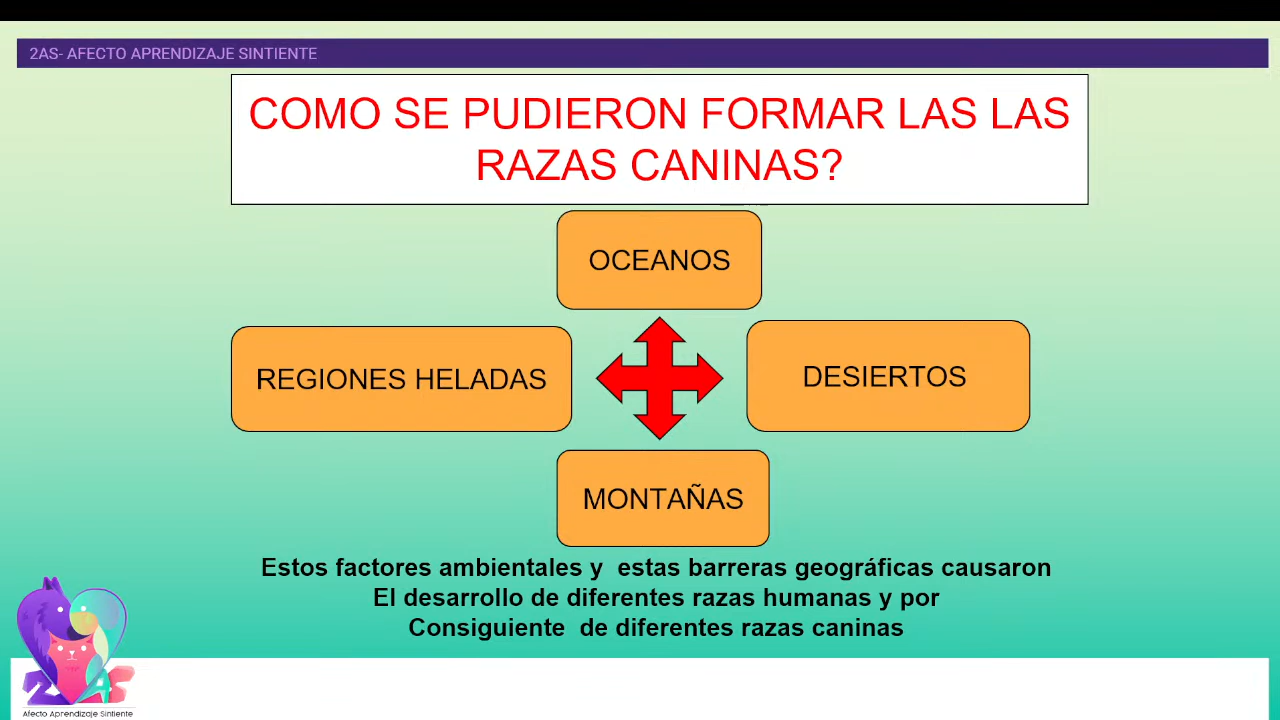 2AS- AFECTO APRENDIZAJE SINTIENTE
COMO SE PUDIERON FORMAR LAS LAS
RAZAS CANINAS?
OCEANOS
REGIONES HELADAS
DESIERTOS
MONTAÑAS
Estos factores ambientales y estas barreras geográficas causaron
El desarrollo de diferentes razas humanas y por
Consiguiente de diferentes razas caninas
2AS
Afecto Aprendizaje Sintiente